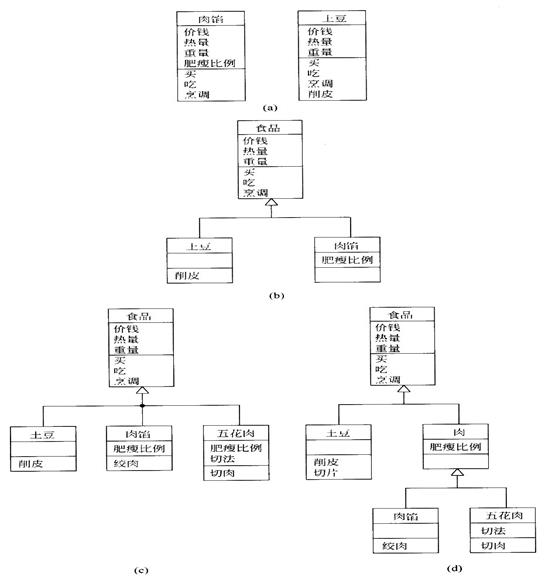 肉馅
价钱
热量
重量
肥瘦比例
买
吃
烹调
土豆
价钱
热量
重量
买
吃
烹调
削皮
(a)
食品
价钱
热量
重量
买
吃
烹调
土豆
削皮
肉馅
肥瘦比例
(b)
食品
价钱
热量
重量
买
吃
烹调
土豆
削皮
肉馅
肥瘦比例
绞肉
五花肉
肥瘦比例
切法
切肉
(c)
食品
价钱
热量
重量
买
吃
烹调
土豆
削皮
切片
肉
肥瘦比例
肉馅
绞肉
五花肉
切法
切肉
(d)